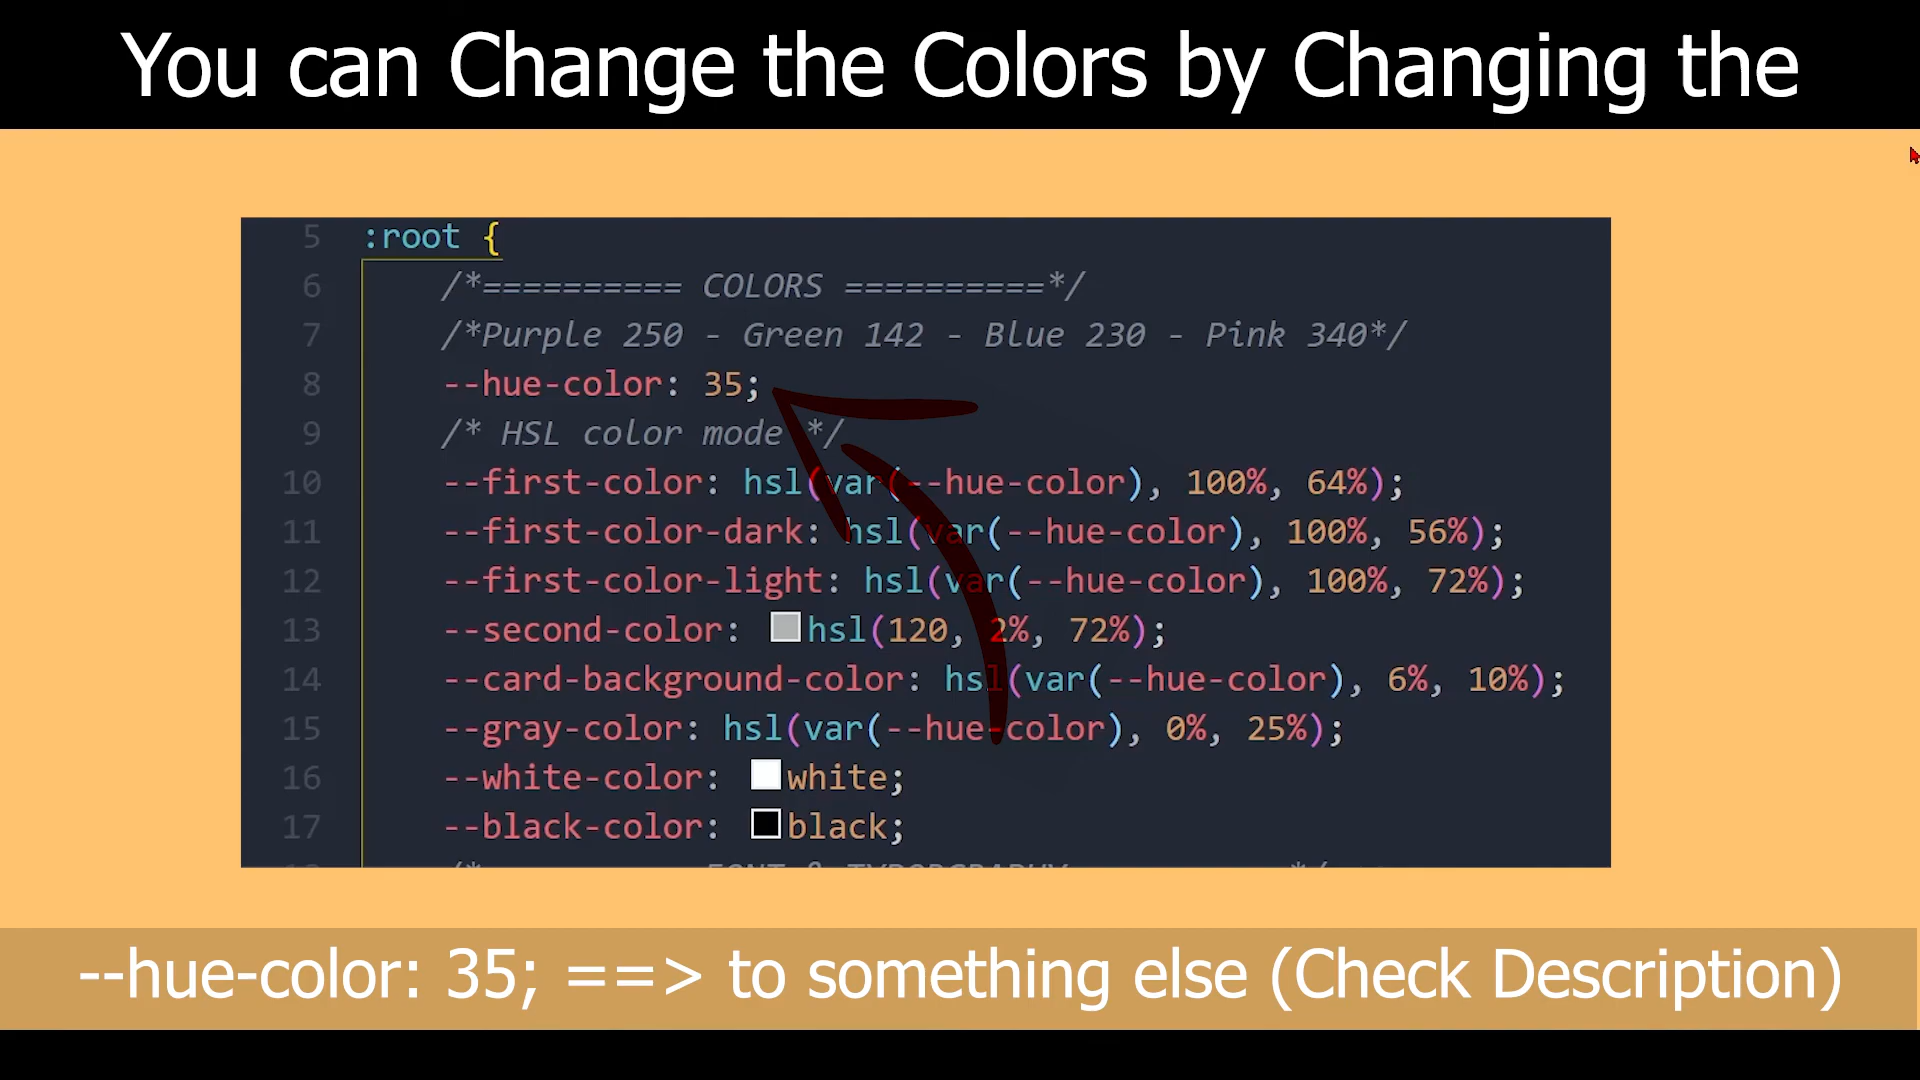 You can Change the Colors by Changing the
5 :root {
6 /*========== COLORS ==========*/
7 /*Purple 250 - Green 142 - Blue 230 - Pink 340*/
8 --hue-color: 35;
9 /* HSL color mode */
10 --first-color: hsl(var(--hue-color), 100%, 64%);
11 --first-color-dark: hsl(var(--hue-color), 100%, 56%);
12 --first-color-light: hsl(var(--hue-color), 100%, 72%);
13 --second-color: hsl(120, 2%, 72%);
14 --card-background-color: hsl(var(--hue-color), 6%, 10%);
15 --gray-color: hsl(var(--hue-color), 0%, 25%);
16 --white-color: white;
17 --black-color: black;
--hue-color: 35; ==> to something else (Check Description)